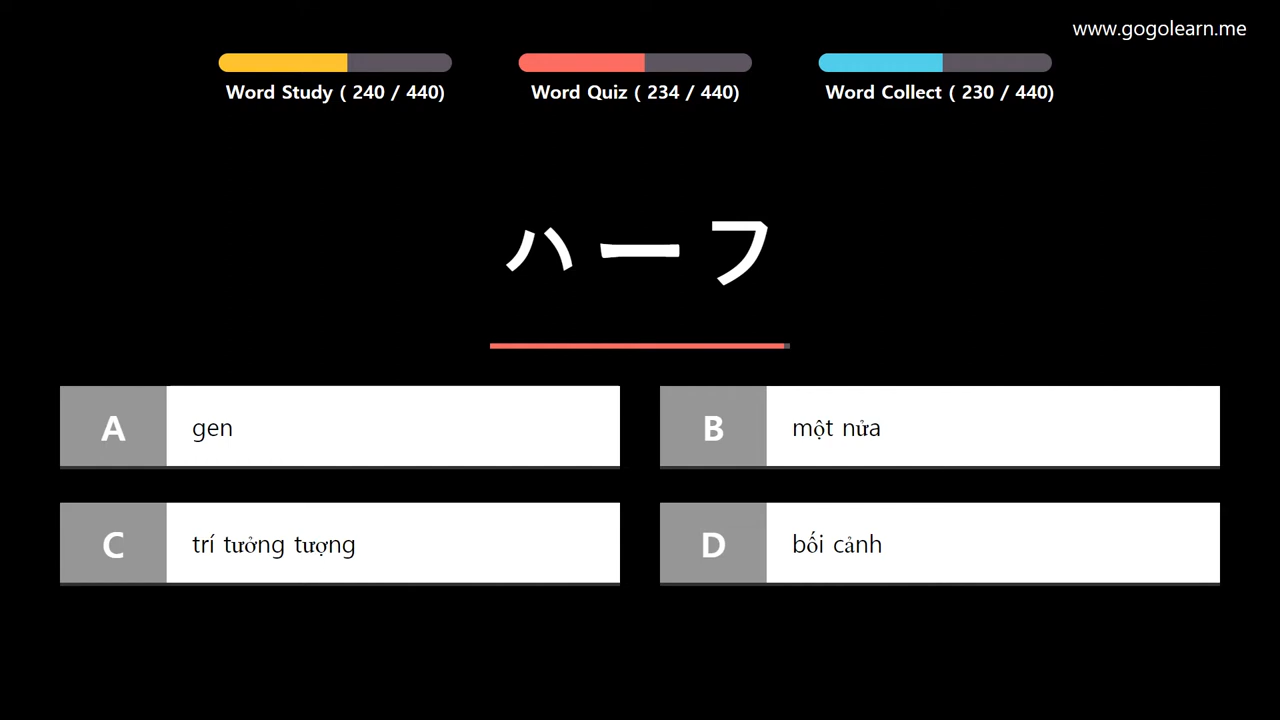 www.gogolearn.me
Word Study ( 240 / 440)
Word Quiz ( 234 / 440)
Word Collect ( 230 / 440)
ハーフ
A gen
B một nửa
C trí tưởng tượng
D bối cảnh